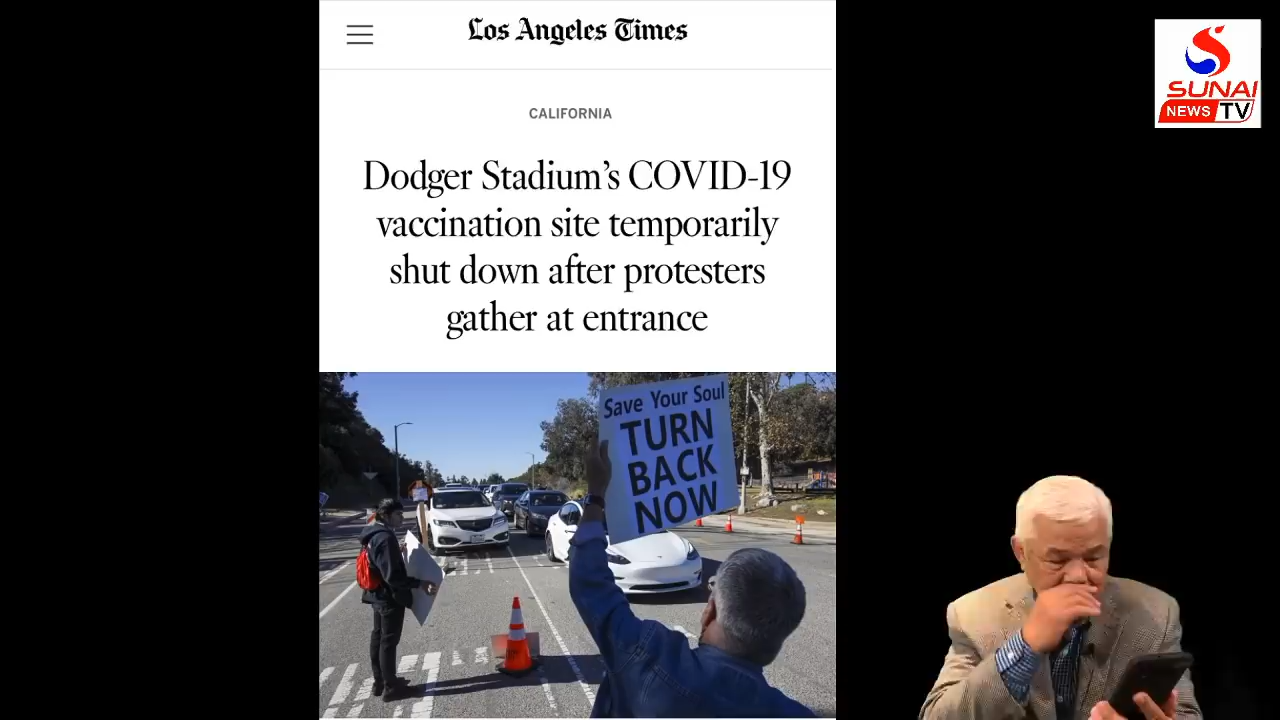 Los Angeles Times
CALIFORNIA
Dodger Stadium’s COVID-19
vaccination site temporarily
shut down after protesters
gather at entrance
Save Your Soul
TURN
BACK
NOW
SUNAI
NEWS TV